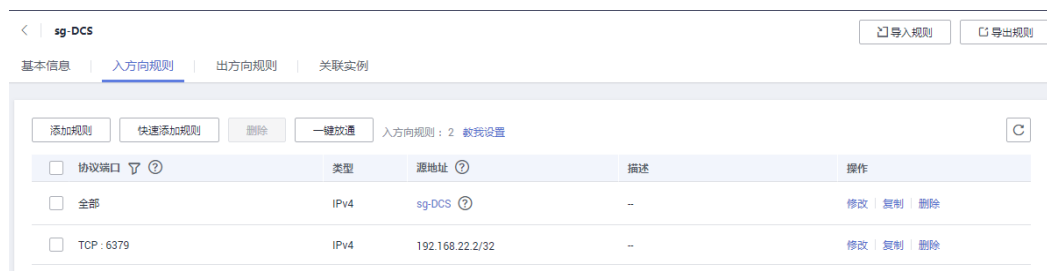 sg-DCS 导入规则 导出规则
基本信息 入方向规则 出方向规则 关联实例
添加规则 快速添加规则 删除 一键放通 入方向规则：2 教我设置
协议端口 类型 源地址 描述 操作
全部 IPv4 sg-DCS -- 修改 复制 删除
TCP : 6379 IPv4 192.168.22.2/32 -- 修改 复制 删除